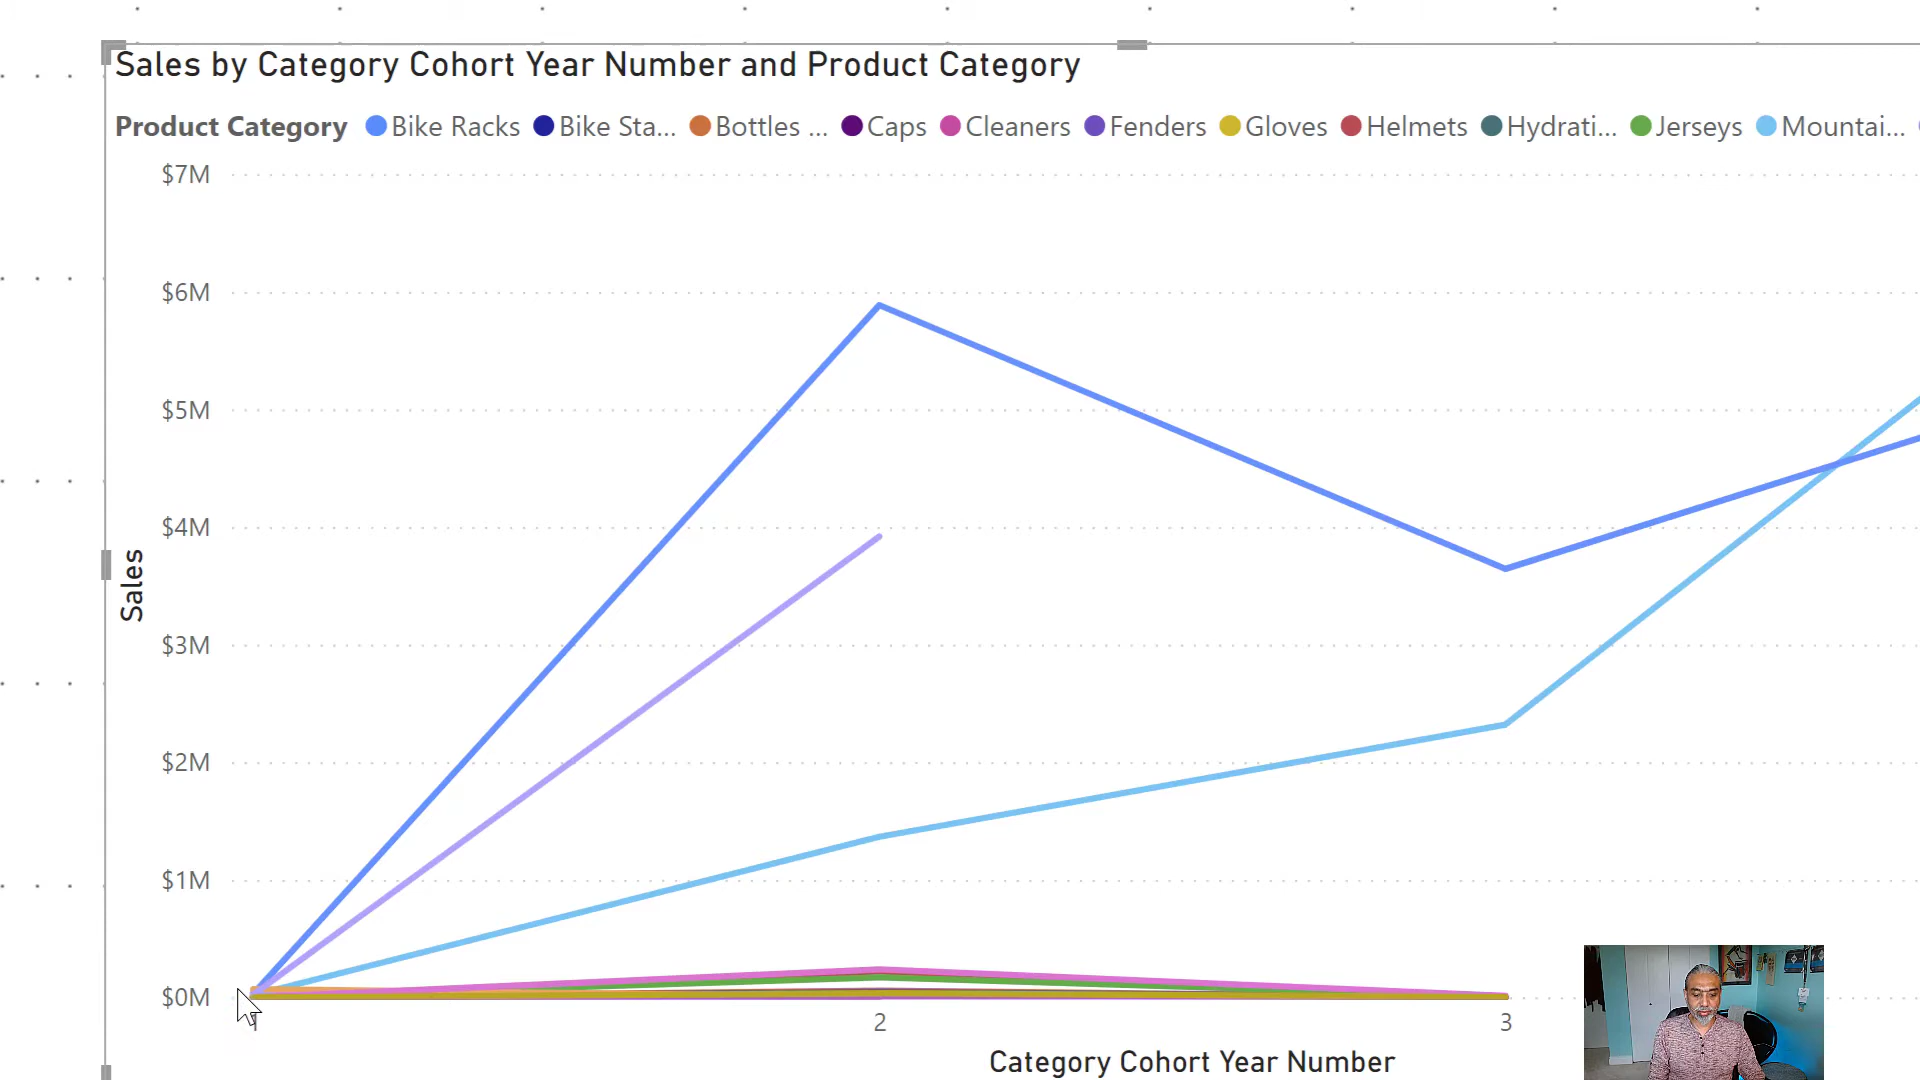 Sales by Category Cohort Year Number and Product Category
Product Category Bike Racks Bike Sta... Bottles ... Caps Cleaners Fenders Gloves Helmets Hydrati... Jerseys Mountai...
$7M
$6M
$5M
$4M
$3M
$2M
$1M
$0M
Sales
1 2 3
Category Cohort Year Number